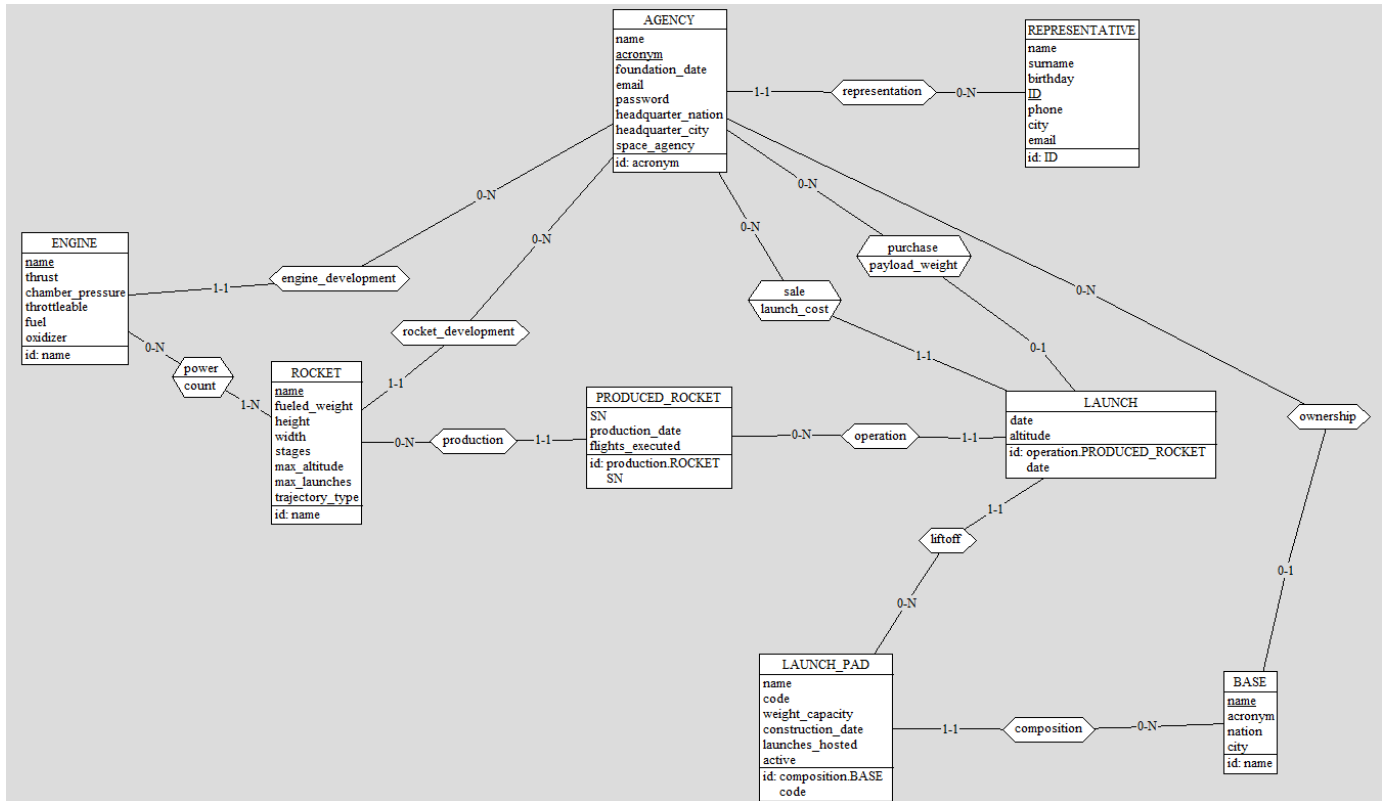 AGENCY
name
acronym
foundation_date
email
password
headquarter_nation
headquarter_city
space_agency
id: acronym
REPRESENTATIVE
name
surname
birthday
ID
phone
city
email
id: ID
1-1
representation
0-N
0-N
0-N
0-N
0-N
0-N
ENGINE
name
thrust
chamber_pressure
throttleable
fuel
oxidizer
id: name
1-1
engine_development
rocket_development
1-1
purchase
payload_weight
sale
launch_cost
0-1
1-1
0-N
power
count
1-N
ROCKET
name
fueled_weight
height
width
stages
max_altitude
max_launches
trajectory_type
id: name
0-N
production
1-1
PRODUCED_ROCKET
SN
production_date
flights_executed
id: production.ROCKET
SN
0-N
operation
1-1
LAUNCH
date
altitude
id: operation.PRODUCED_ROCKET
date
ownership
0-1
1-1
liftoff
0-N
LAUNCH_PAD
name
code
weight_capacity
construction_date
launches_hosted
active
id: composition.BASE
code
1-1
composition
0-N
BASE
name
acronym
nation
city
id: name